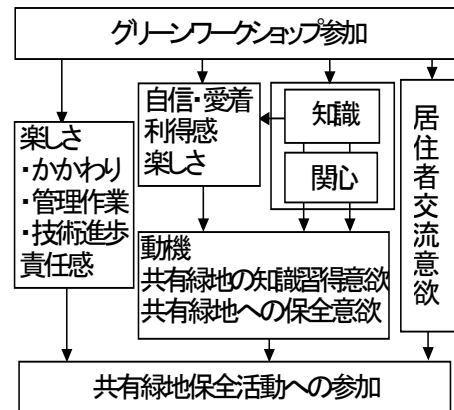 グリーンワークショップ参加
楽しさ
・かかわり
・管理作業
・技術進歩
責任感
自信・愛着
利得感
楽しさ
知識
関心
居住者交流意欲
動機
共有緑地の知識習得意欲
共有緑地への保全意欲
共有緑地保全活動への参加